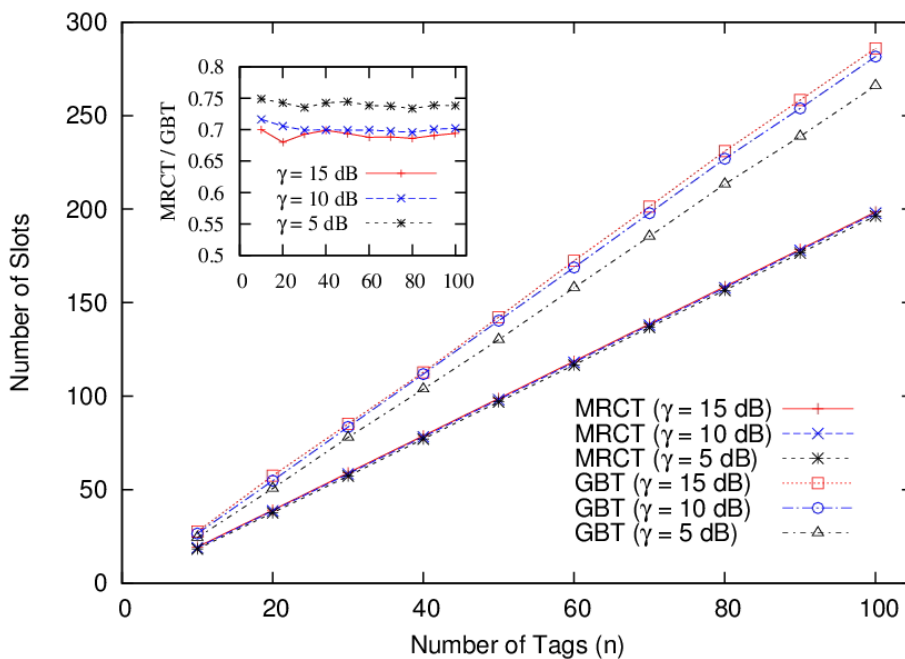 300
250
200
150
100
50
0
Number of Slots
0 20 40 60 80 100
Number of Tags (n)
0.8
0.75
0.7
0.65
0.6
0.55
0.5
MRCT / GBT
0 20 40 60 80 100
γ = 15 dB
γ = 10 dB
γ = 5 dB
MRCT (γ = 15 dB)
MRCT (γ = 10 dB)
MRCT (γ = 5 dB)
GBT (γ = 15 dB)
GBT (γ = 10 dB)
GBT (γ = 5 dB)